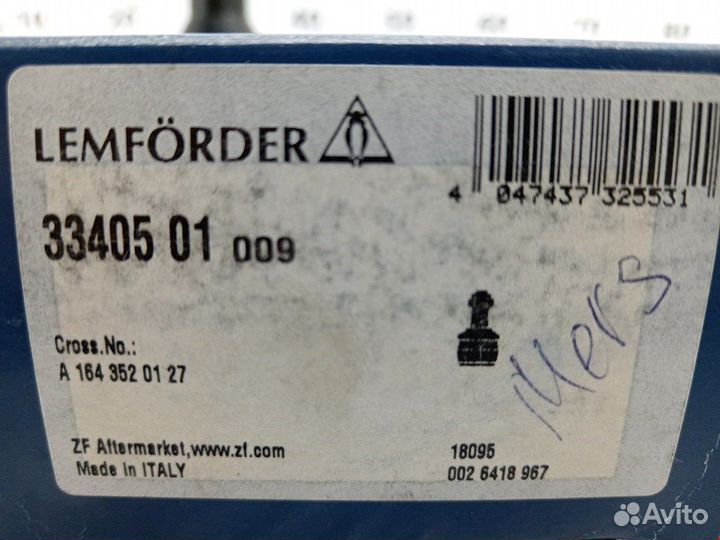 LEMFÖRDER
4 047437 325531
33405 01 009
Mers
Cross.No.:
A 164 352 01 27
ZF Aftermarket,www.zf.com
Made in ITALY
18095
002 6418 967
Avito